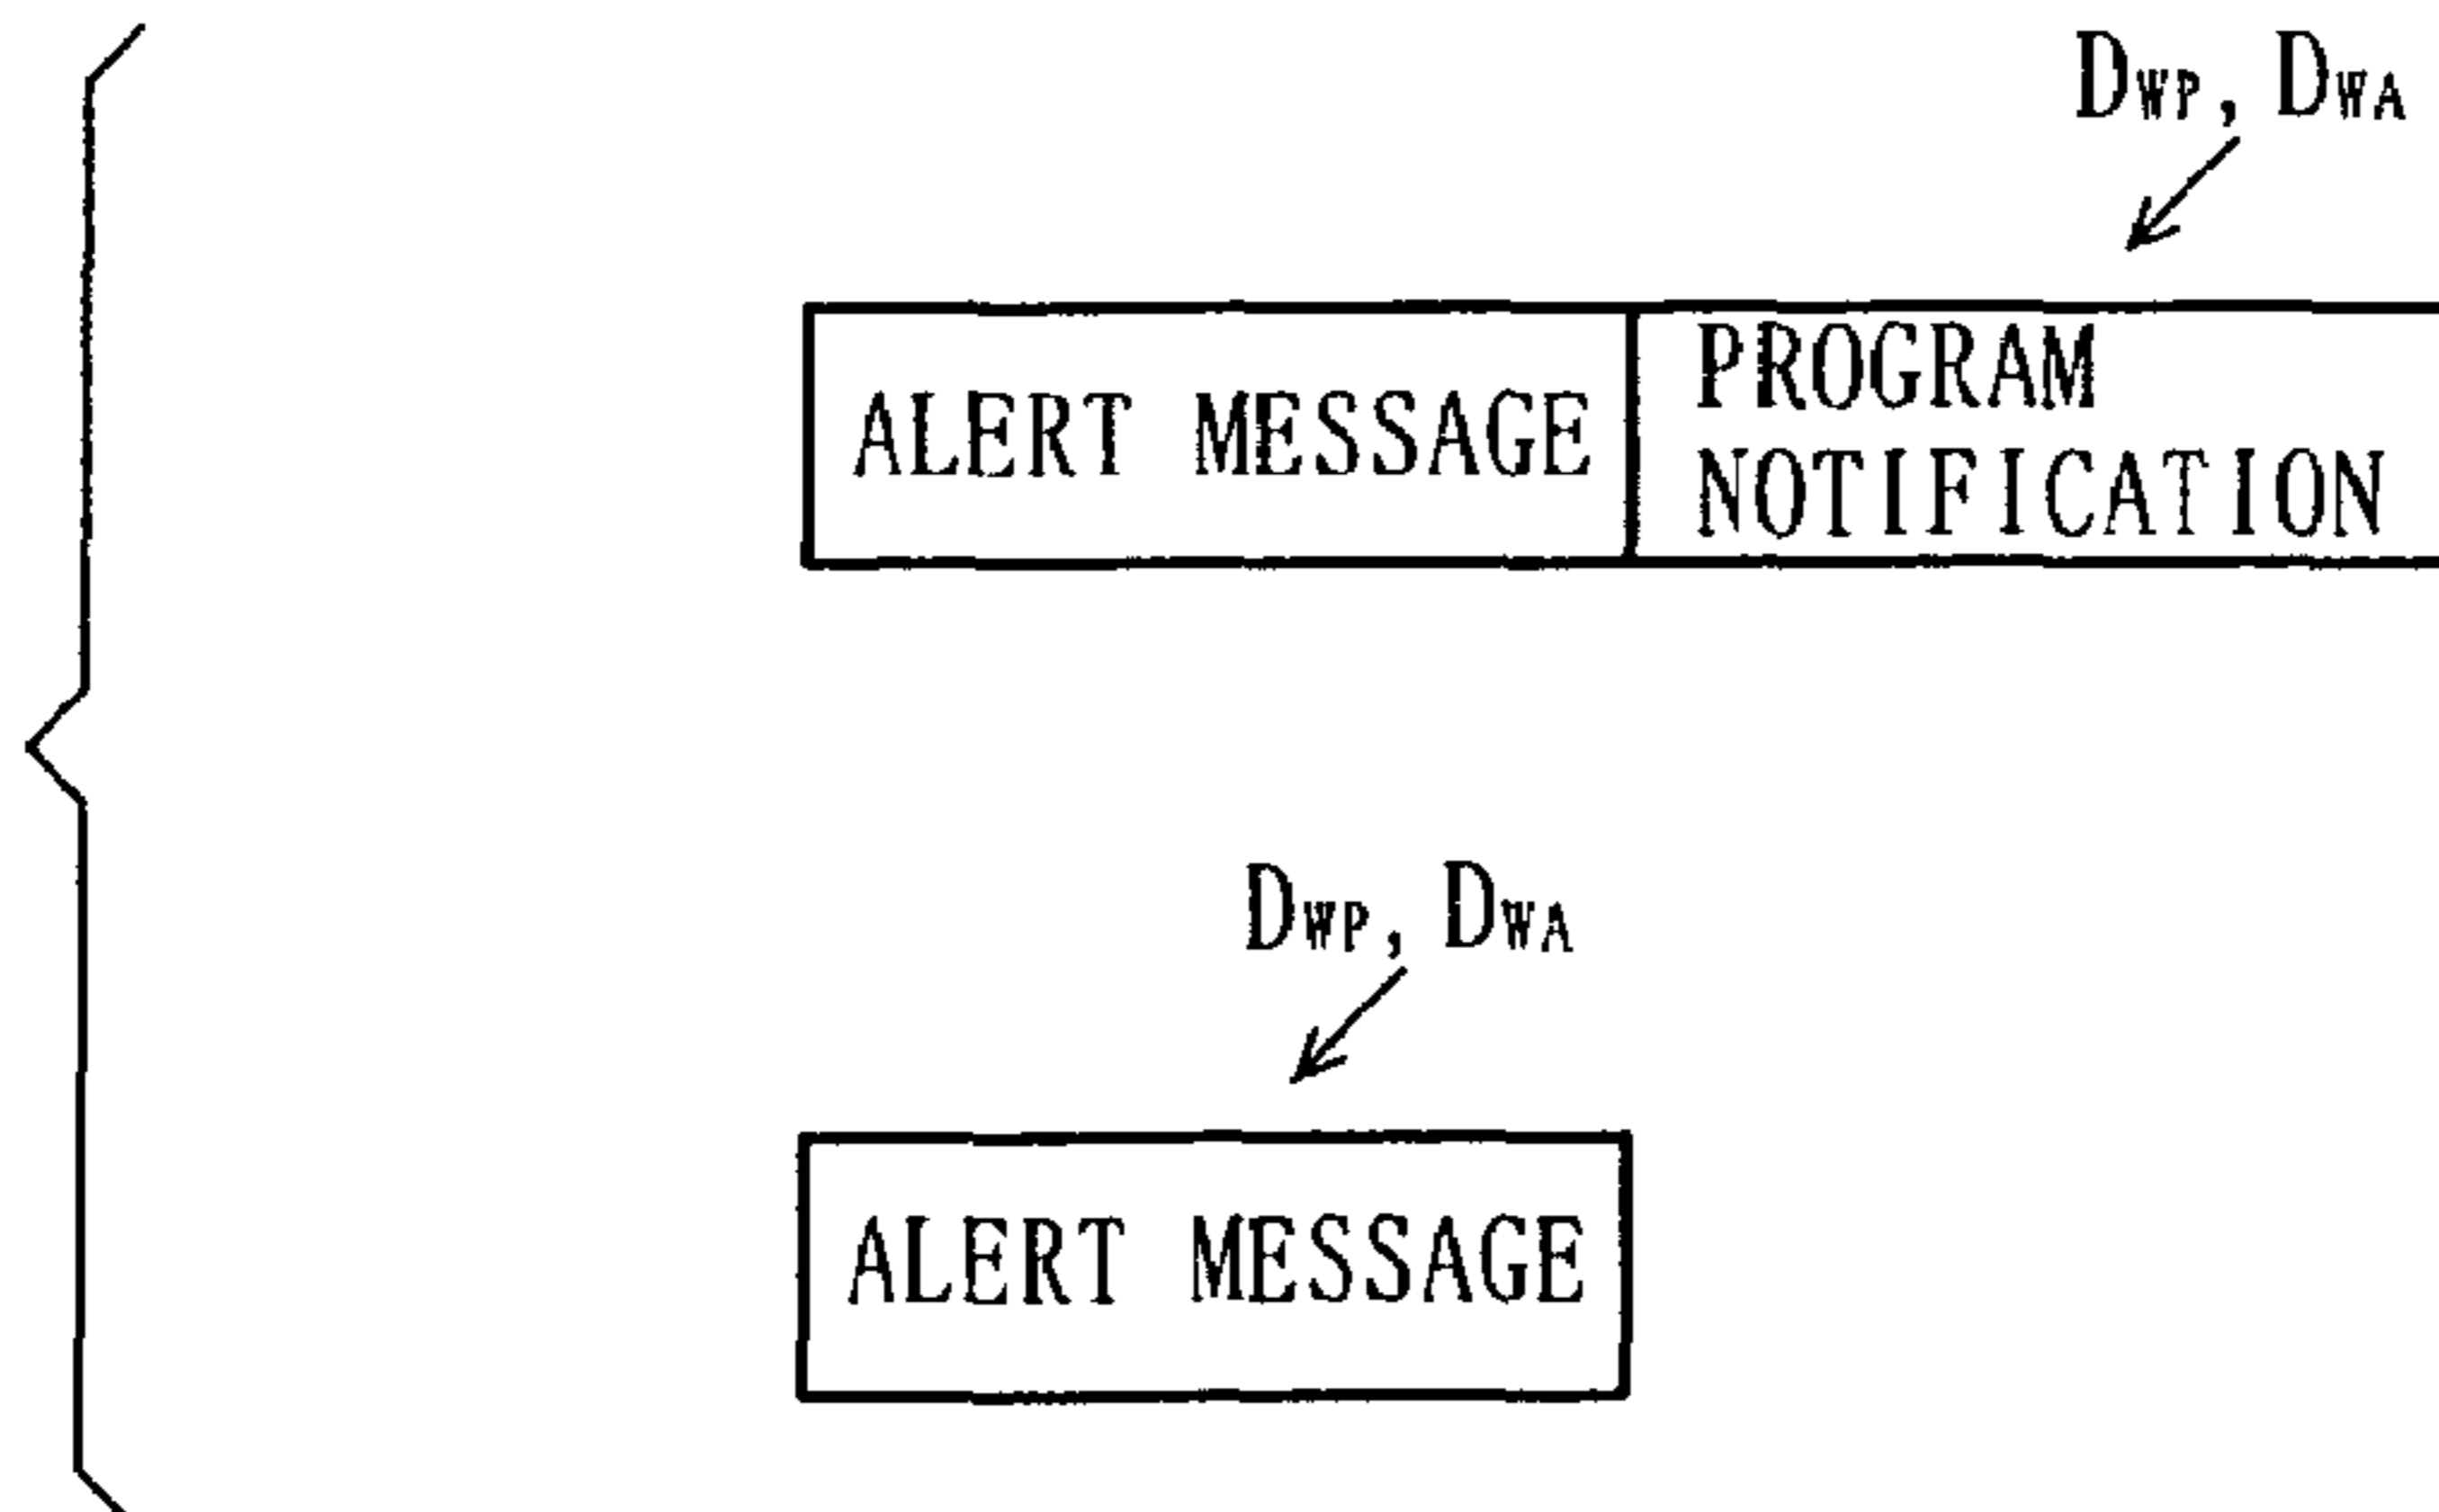 DWP, DWA
ALERT MESSAGE
PROGRAM
NOTIFICATION
DWP, DWA
ALERT MESSAGE